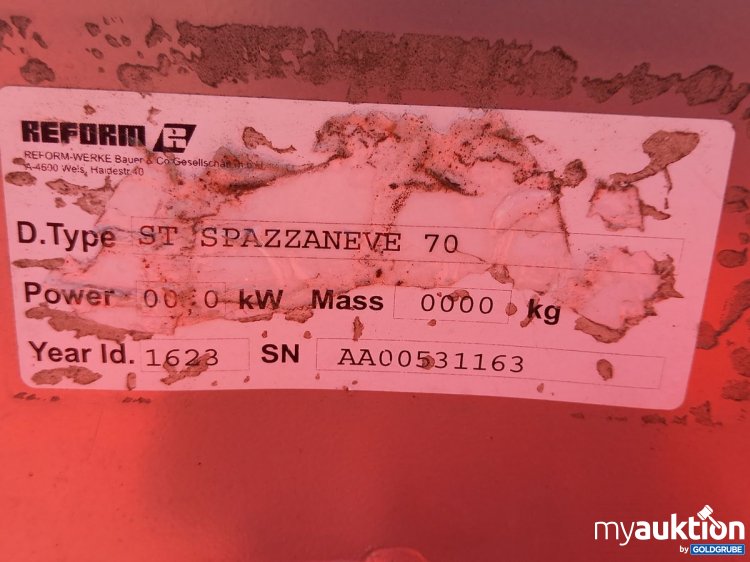 REFORM
REFORM-WERKE Bauer & Co Gesellschaft m.b.H.
A-4600 Wels, Haidestr.40
D.Type ST SPAZZANEVE 70
Power 00,0 kW Mass 0000 kg
Year Id. 1623 SN AA00531163
myauktion
by GOLDGRUBE